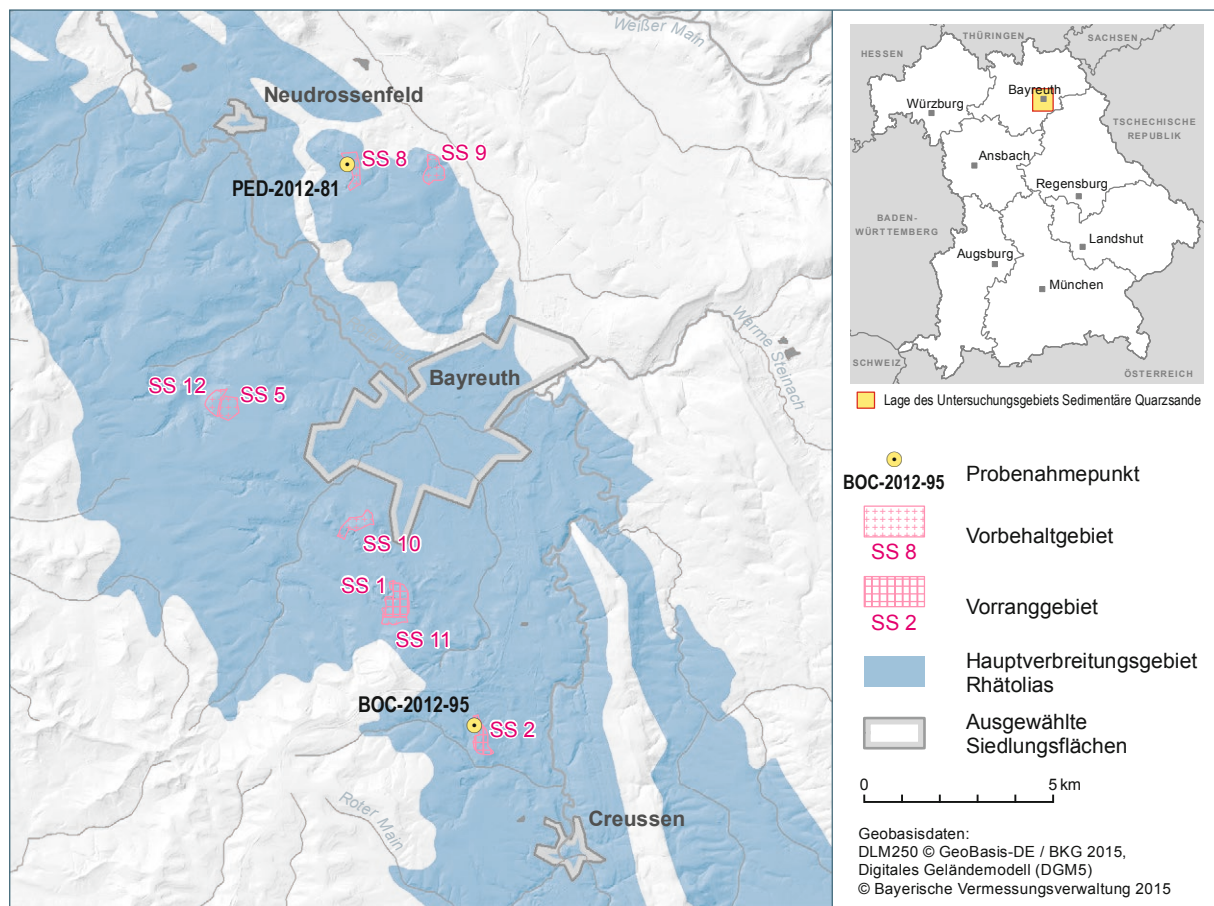 Weißer Main
Neudrossenfeld
SS 8
SS 9
PED-2012-81
Warme Steinach
Bayreuth
SS 12
SS 5
SS 10
SS 1
SS 11
BOC-2012-95
SS 2
Roter Main
Creussen
THÜRINGEN
SACHSEN
HESSEN
Bayreuth
Würzburg
TSCHECHISCHE
REPUBLIK
Ansbach
Regensburg
BADEN-
WÜRTTEMBERG
Landshut
Augsburg
München
SCHWEIZ
ÖSTERREICH
Lage des Untersuchungsgebiets Sedimentäre Quarzsande
BOC-2012-95
Probenahmepunkt
Vorbehaltgebiet
SS 8
Vorranggebiet
SS 2
Hauptverbreitungsgebiet
Rhätolias
Ausgewählte
Siedlungsflächen
0 5 km
Geobasisdaten:
DLM250 © GeoBasis-DE / BKG 2015,
Digitales Geländemodell (DGM5)
© Bayerische Vermessungsverwaltung 2015